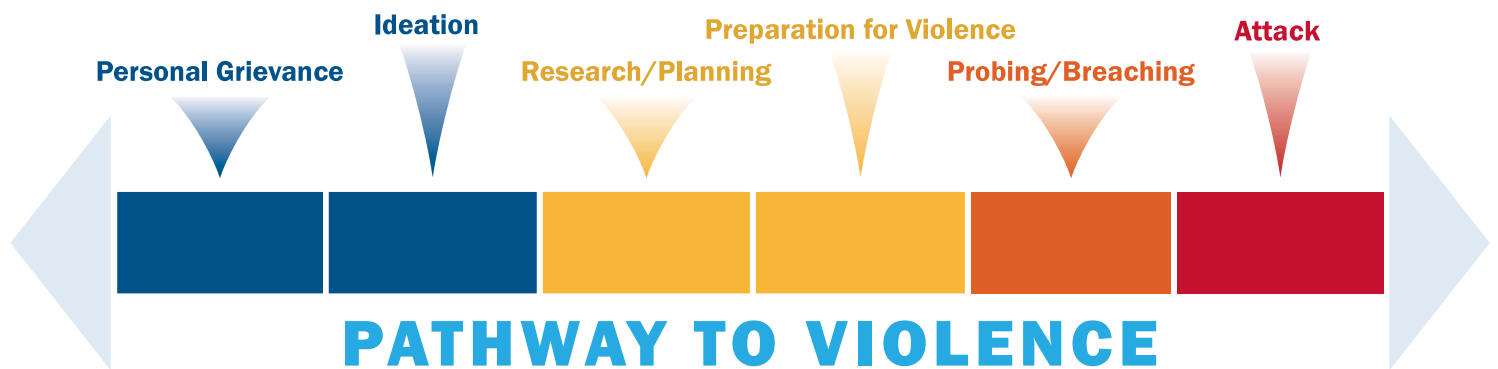 Personal Grievance
Ideation
Research/Planning
Preparation for Violence
Probing/Breaching
Attack
PATHWAY TO VIOLENCE